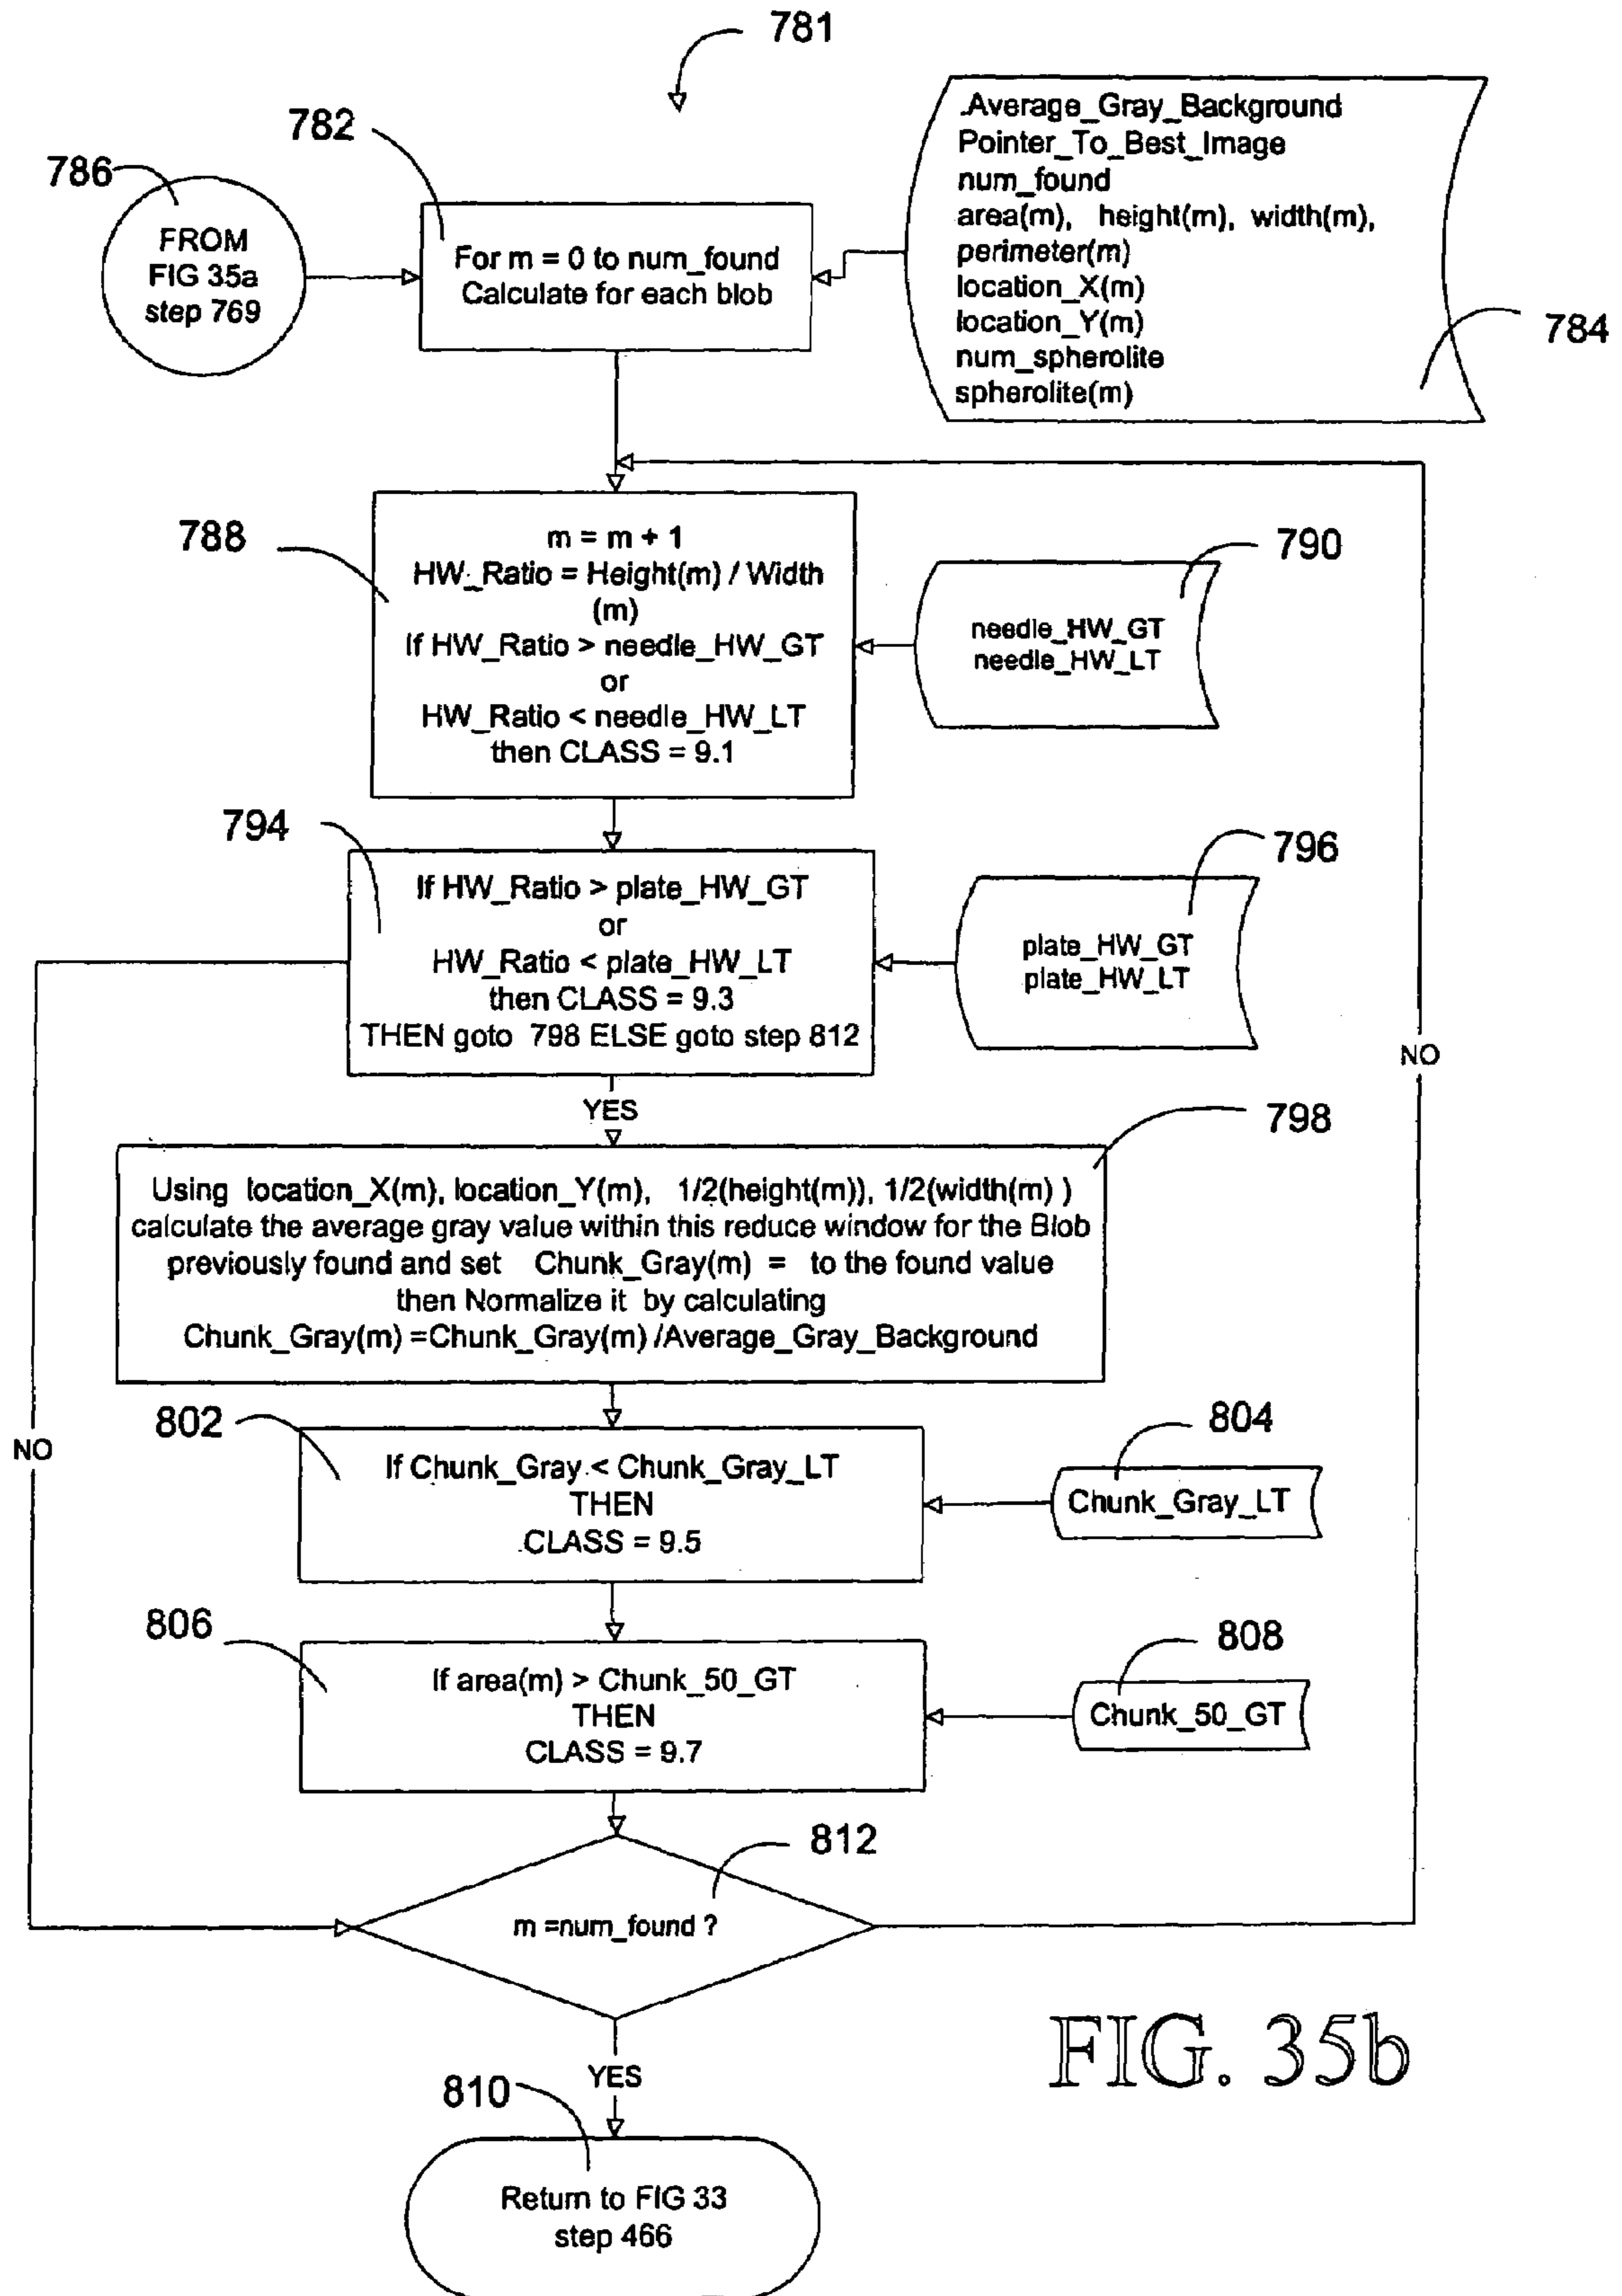 781
782
786
FROM
FIG 35a
step 769
For m = 0 to num_found
Calculate for each blob
.Average_Gray_Background
Pointer_To_Best_Image
num_found
area(m), height(m), width(m),
perimeter(m)
location_X(m)
location_Y(m)
num_spherolite
spherolite(m)
784
788
m = m + 1
HW_Ratio = Height(m) / Width
(m)
If HW_Ratio > needle_HW_GT
or
HW_Ratio < needle_HW_LT
then CLASS = 9.1
790
needle_HW_GT
needle_HW_LT
794
If HW_Ratio > plate_HW_GT
or
HW_Ratio < plate_HW_LT
then CLASS = 9.3
THEN goto 798 ELSE goto step 812
796
plate_HW_GT
plate_HW_LT
NO
YES
798
Using location_X(m), location_Y(m), 1/2(height(m)), 1/2(width(m) )
calculate the average gray value within this reduce window for the Blob
previously found and set Chunk_Gray(m) = to the found value
then Normalize it by calculating
Chunk_Gray(m) =Chunk_Gray(m) /Average_Gray_Background
802
If Chunk_Gray < Chunk_Gray_LT
THEN
CLASS = 9.5
804
Chunk_Gray_LT
NO
806
If area(m) > Chunk_50_GT
THEN
CLASS = 9.7
808
Chunk_50_GT
812
m =num_found ?
YES
810
Return to FIG 33
step 466
FIG. 35b